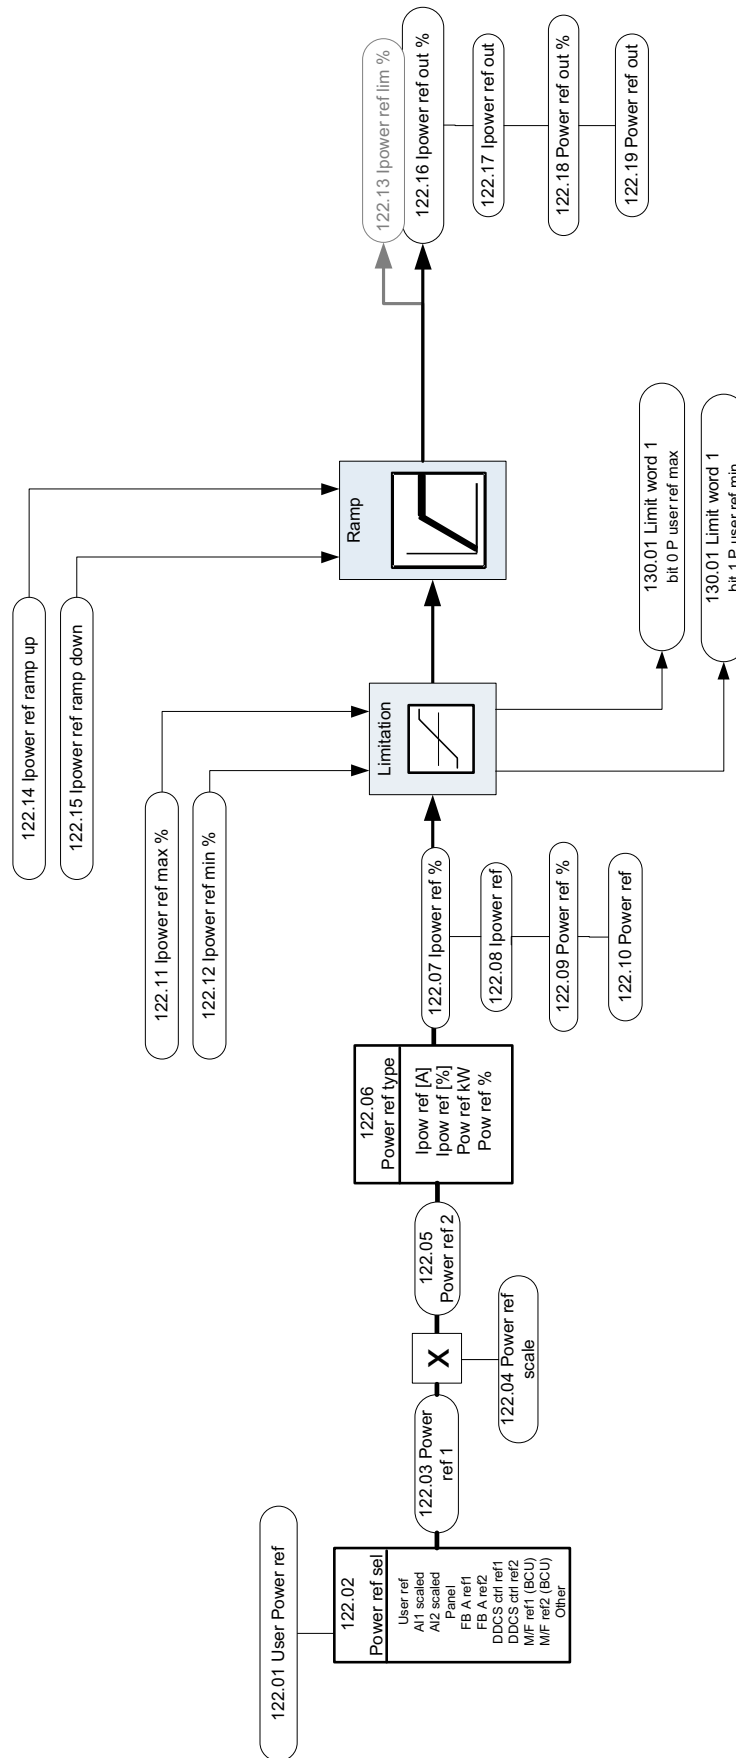 122.01 User Power ref
122.02
Power ref sel
User ref
AI1 scaled
AI2 scaled
Panel
FB A ref1
FB A ref2
DDCS ctrl ref1
DDCS ctrl ref2
M/F ref1 (BCU)
M/F ref2 (BCU)
Other
122.03 Power
ref 1
X
122.04 Power ref
scale
122.05
Power ref 2
122.06
Power ref type
Ipow ref [A]
Ipow ref [%]
Pow ref kW
Pow ref %
122.07 Ipower ref %
122.08 Ipower ref
122.09 Power ref %
122.10 Power ref
122.11 Ipower ref max %
122.12 Ipower ref min %
Limitation
130.01 Limit word 1
bit 0 P user ref max
130.01 Limit word 1
bit 1 P user ref min
122.14 Ipower ref ramp up
122.15 Ipower ref ramp down
Ramp
122.13 Ipower ref lim %
122.16 Ipower ref out %
122.17 Ipower ref out
122.18 Power ref out %
122.19 Power ref out